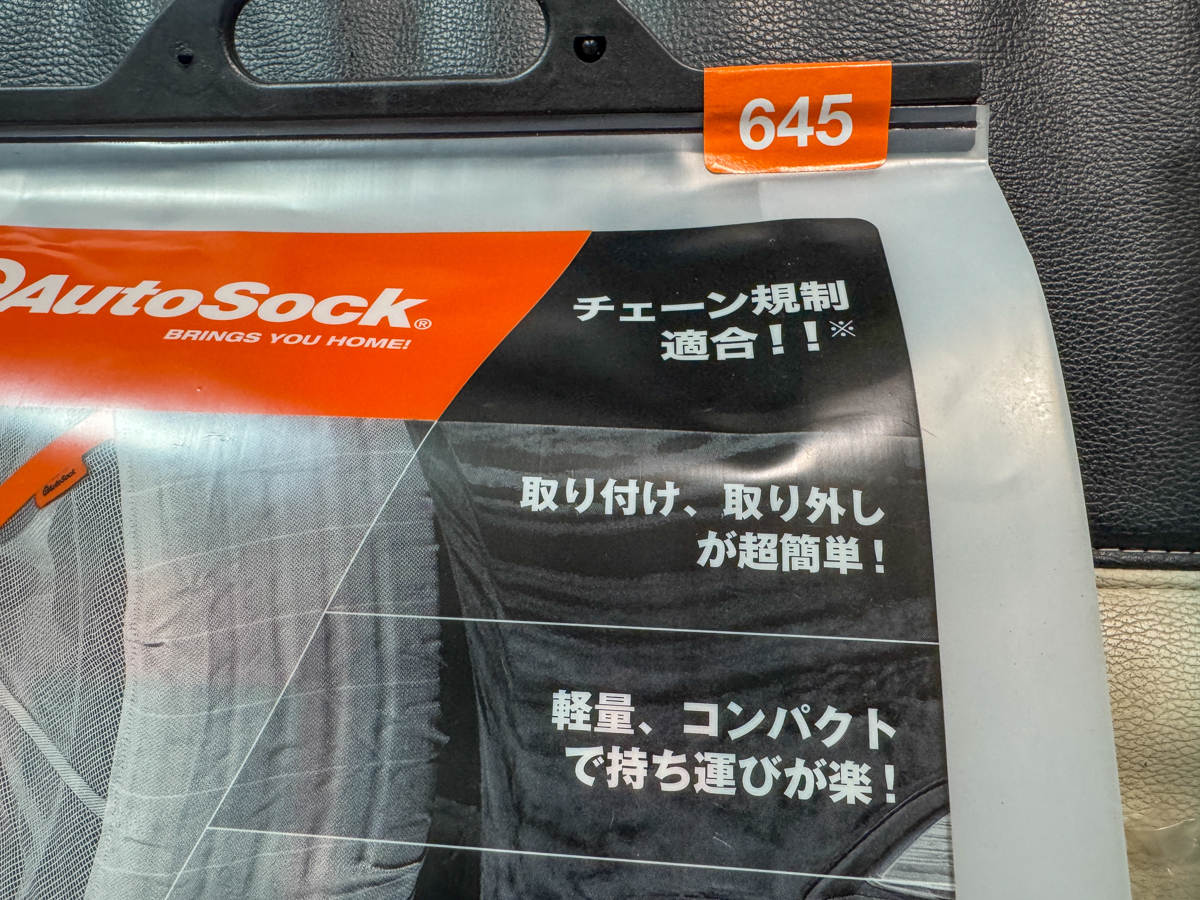 645
AutoSock®
BRINGS YOU HOME!
チェーン規制
適合！！※
AutoSock
取り付け、取り外し
が超簡単！
軽量、コンパクト
で持ち運びが楽！